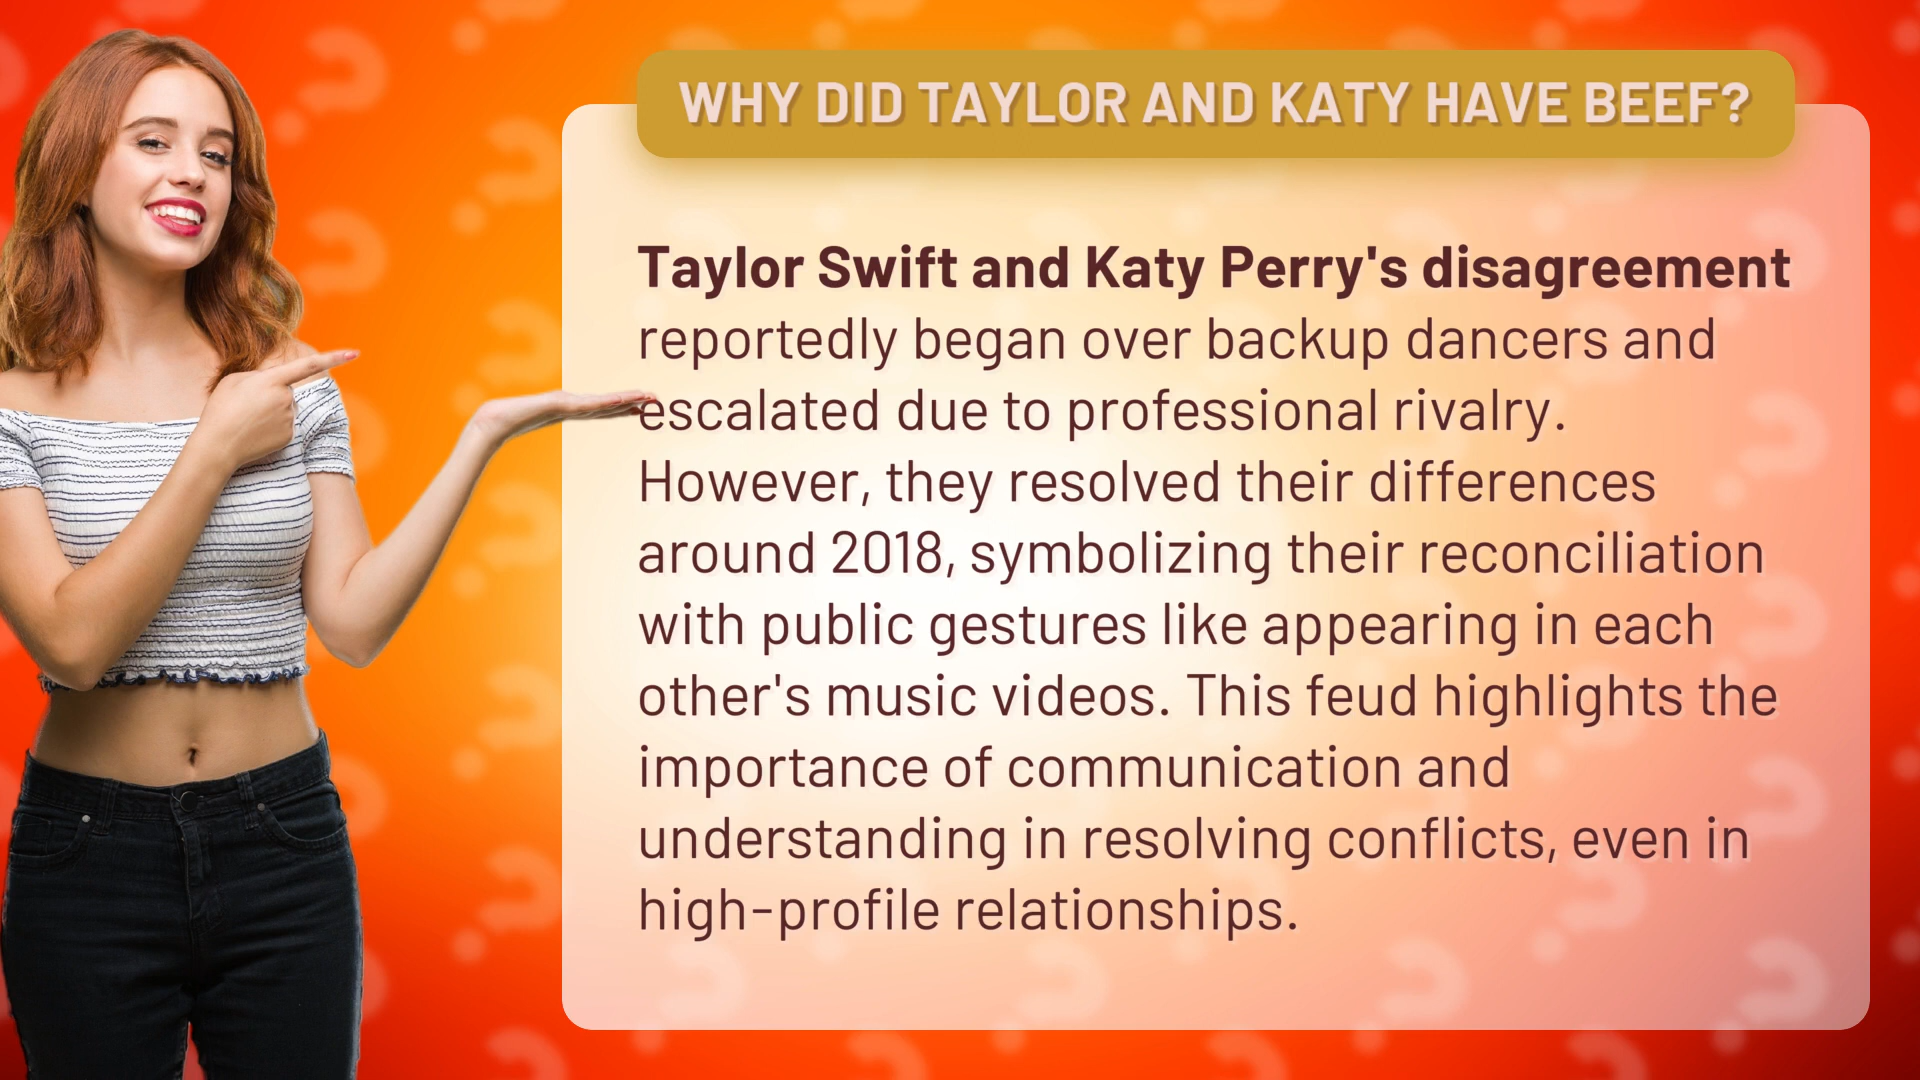 WHY DID TAYLOR AND KATY HAVE BEEF?
Taylor Swift and Katy Perry's disagreement
reportedly began over backup dancers and
escalated due to professional rivalry.
However, they resolved their differences
around 2018, symbolizing their reconciliation
with public gestures like appearing in each
other's music videos. This feud highlights the
importance of communication and
understanding in resolving conflicts, even in
high-profile relationships.